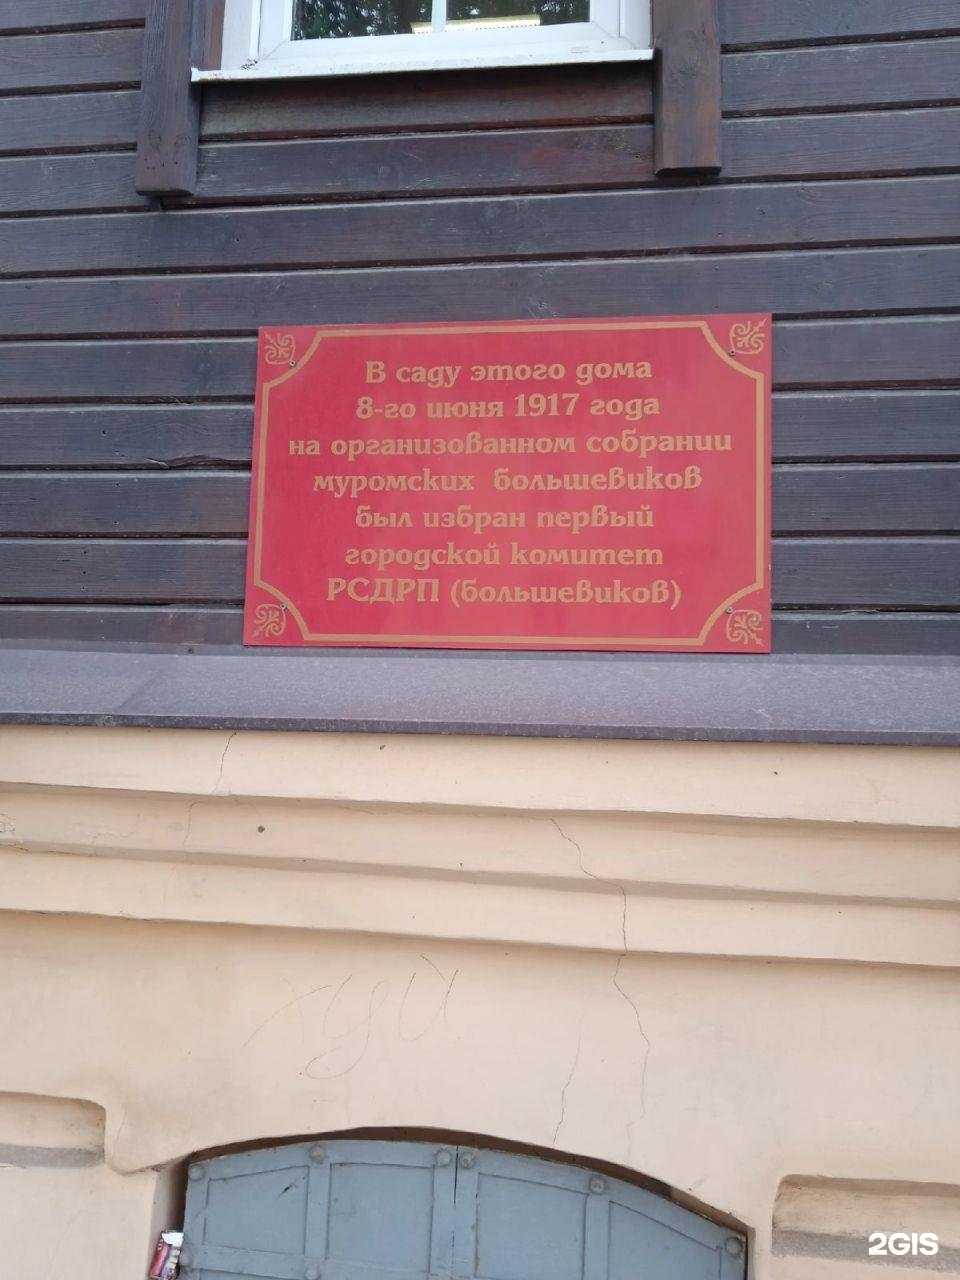 В саду этого дома
8-го июня 1917 года
на организованном собрании
муромских большевиков
был избран первый
городской комитет
РСДРП (большевиков)
2GIS